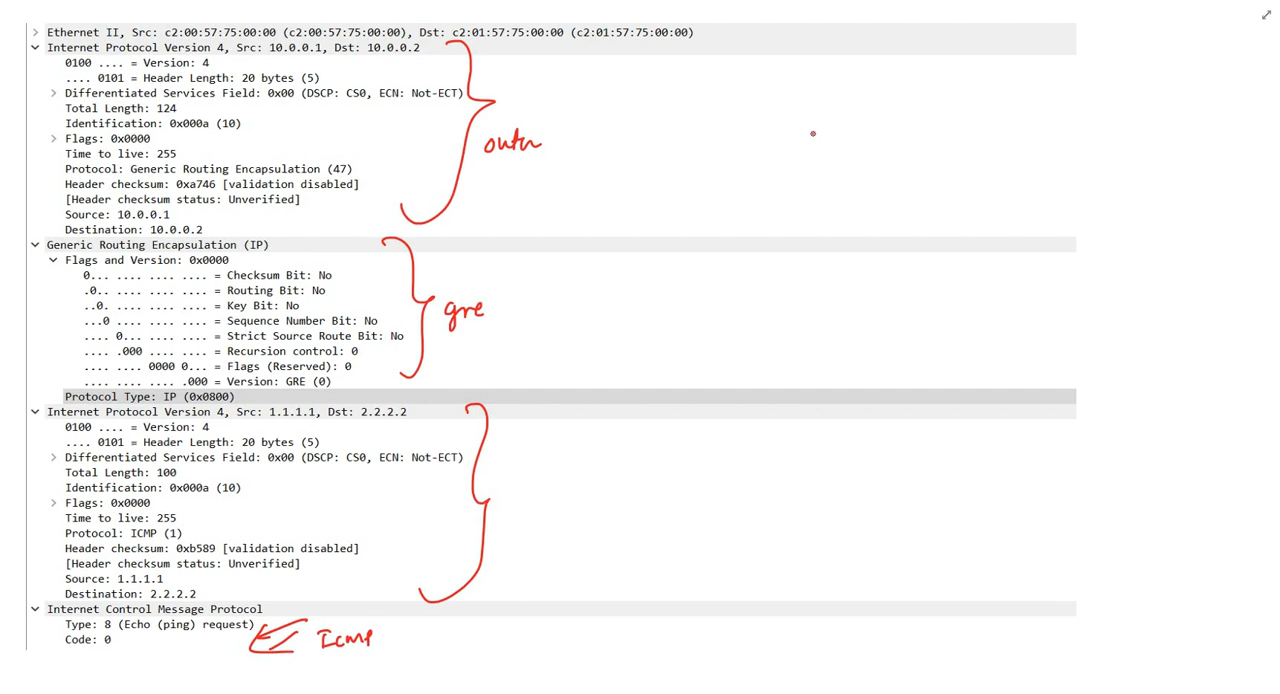 Ethernet II, Src: c2:00:57:75:00:00 (c2:00:57:75:00:00), Dst: c2:01:57:75:00:00 (c2:01:57:75:00:00)
Internet Protocol Version 4, Src: 10.0.0.1, Dst: 10.0.0.2
0100 .... = Version: 4
.... 0101 = Header Length: 20 bytes (5)
Differentiated Services Field: 0x00 (DSCP: CS0, ECN: Not-ECT)
Total Length: 124
Identification: 0x000a (10)
Flags: 0x0000
outer
Time to live: 255
Protocol: Generic Routing Encapsulation (47)
Header checksum: 0xa746 [validation disabled]
[Header checksum status: Unverified]
Source: 10.0.0.1
Destination: 10.0.0.2
Generic Routing Encapsulation (IP)
Flags and Version: 0x0000
0... .... .... .... = Checksum Bit: No
.0.. .... .... .... = Routing Bit: No
..0. .... .... .... = Key Bit: No
gre
...0 .... .... .... = Sequence Number Bit: No
.... 0... .... .... = Strict Source Route Bit: No
.... .000 .... .... = Recursion control: 0
.... .... 0000 0... = Flags (Reserved): 0
.... .... .... .000 = Version: GRE (0)
Protocol Type: IP (0x0800)
Internet Protocol Version 4, Src: 1.1.1.1, Dst: 2.2.2.2
0100 .... = Version: 4
.... 0101 = Header Length: 20 bytes (5)
Differentiated Services Field: 0x00 (DSCP: CS0, ECN: Not-ECT)
Total Length: 100
Identification: 0x000a (10)
Flags: 0x0000
Time to live: 255
Protocol: ICMP (1)
Header checksum: 0xb589 [validation disabled]
[Header checksum status: Unverified]
Source: 1.1.1.1
Destination: 2.2.2.2
Internet Control Message Protocol
Type: 8 (Echo (ping) request)
Code: 0
Icmp